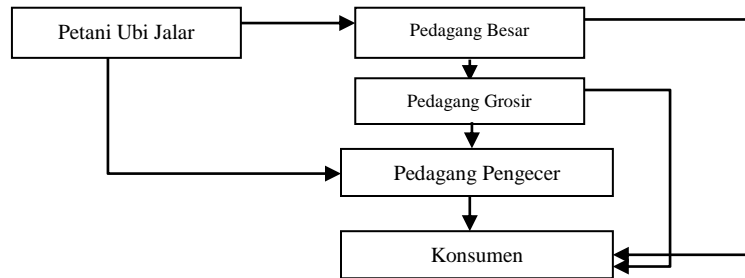 Petani Ubi Jalar
Pedagang Besar
Pedagang Grosir
Pedagang Pengecer
Konsumen